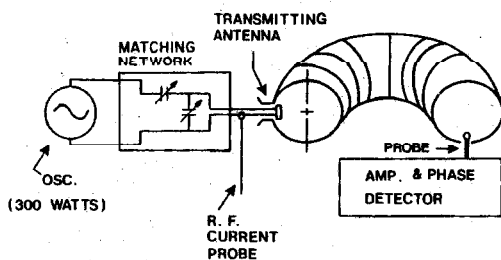 TRANSMITTING
ANTENNA
MATCHING
NETWORK
OSC.
(300 WATTS)
R. F.
CURRENT
PROBE
PROBE
AMP. & PHASE
DETECTOR